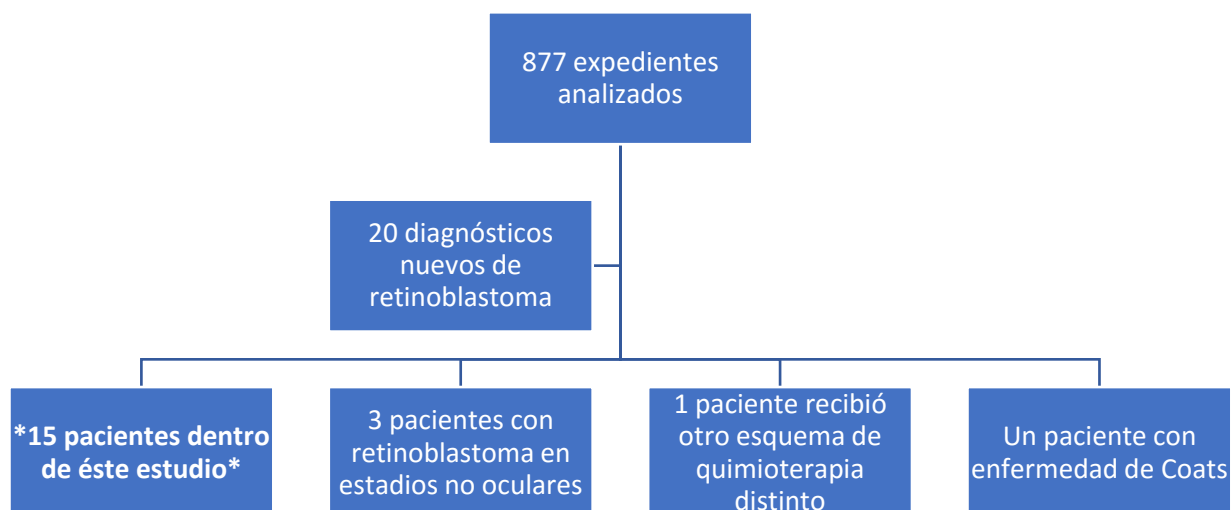 877 expedientes
analizados
20 diagnósticos
nuevos de
retinoblastoma
*15 pacientes dentro
de éste estudio*
3 pacientes con
retinoblastoma en
estadios no oculares
1 paciente recibió
otro esquema de
quimioterapia
distinto
Un paciente con
enfermedad de Coats